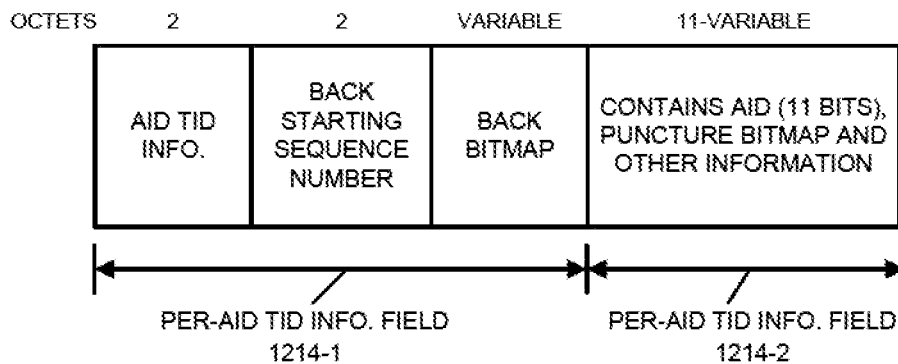 OCTETS 2 2 VARIABLE 11-VARIABLE
AID TID
INFO.
BACK
STARTING
SEQUENCE
NUMBER
BACK
BITMAP
CONTAINS AID (11 BITS),
PUNCTURE BITMAP AND
OTHER INFORMATION
PER-AID TID INFO. FIELD
1214-1
PER-AID TID INFO. FIELD
1214-2